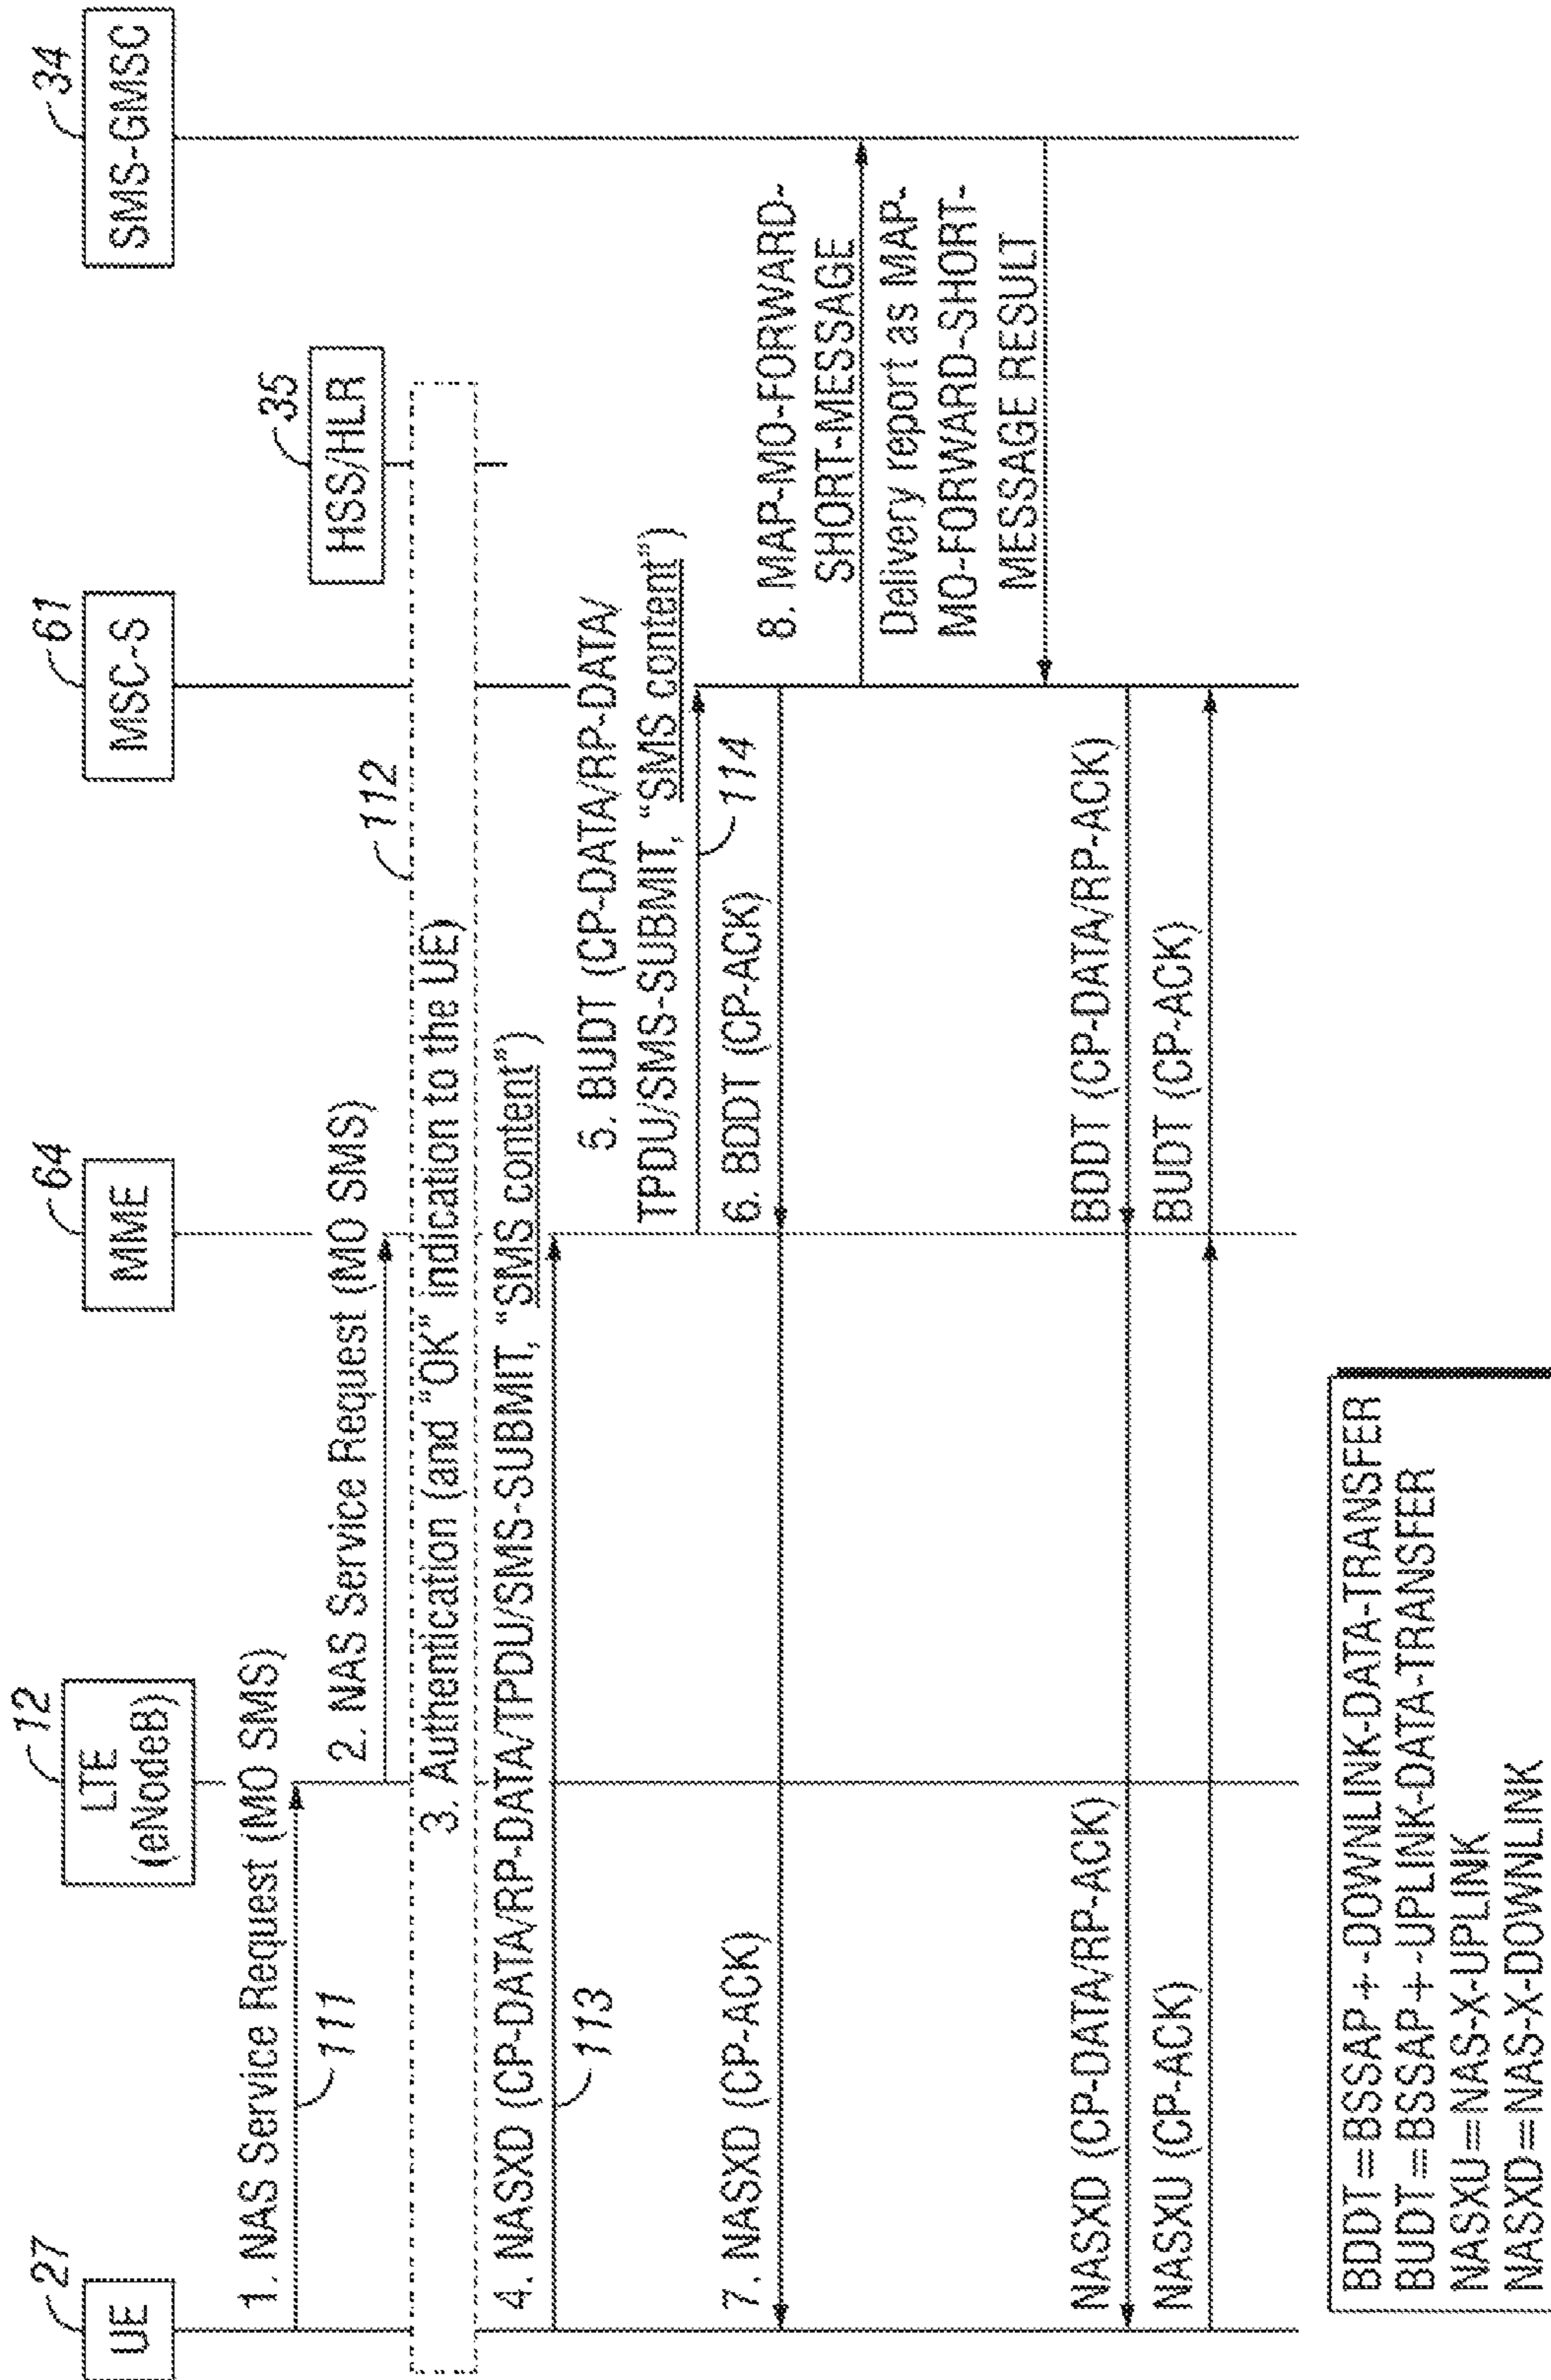 27
UE
12
LTE
(eNodeB)
64
MME
61
MSC-S
35
HSS/HLR
34
SMS-GMSC
1. NAS Service Request (MO SMS)
111
2. NAS Service Request (MO SMS)
112
3. Authentication (and "OK" indication to the UE)
4. NASXD (CP-DATA/RP-DATA/TPDU/SMS-SUBMIT, "SMS content")
113
5. BUDT (CP-DATA/RP-DATA/
TPDU/SMS-SUBMIT, "SMS content")
114
6. BDDT (CP-ACK)
7. NASXD (CP-ACK)
8. MAP-MO-FORWARD-
SHORT-MESSAGE
Delivery report as MAP-
MO-FORWARD-SHORT-
MESSAGE RESULT
BDDT (CP-DATA/RP-ACK)
NASXD (CP-DATA/RP-ACK)
BUDT (CP-ACK)
NASXU (CP-ACK)
BDDT=BSSAP+-DOWNLINK-DATA-TRANSFER
BUDT=BSSAP+-UPLINK-DATA-TRANSFER
NASXU=NAS-X-UPLINK
NASXD=NAS-X-DOWNLINK